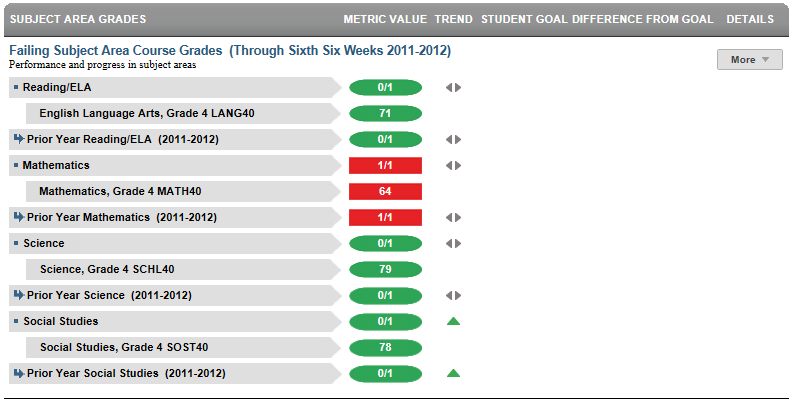 SUBJECT AREA GRADES METRIC VALUE TREND STUDENT GOAL DIFFERENCE FROM GOAL DETAILS
Failing Subject Area Course Grades (Through Sixth Six Weeks 2011-2012)
More
Performance and progress in subject areas
Reading/ELA 0/1
English Language Arts, Grade 4 LANG40 71
Prior Year Reading/ELA (2011-2012) 0/1
Mathematics 1/1
Mathematics, Grade 4 MATH40 64
Prior Year Mathematics (2011-2012) 1/1
Science 0/1
Science, Grade 4 SCHL40 79
Prior Year Science (2011-2012) 0/1
Social Studies 0/1
Social Studies, Grade 4 SOST40 78
Prior Year Social Studies (2011-2012) 0/1